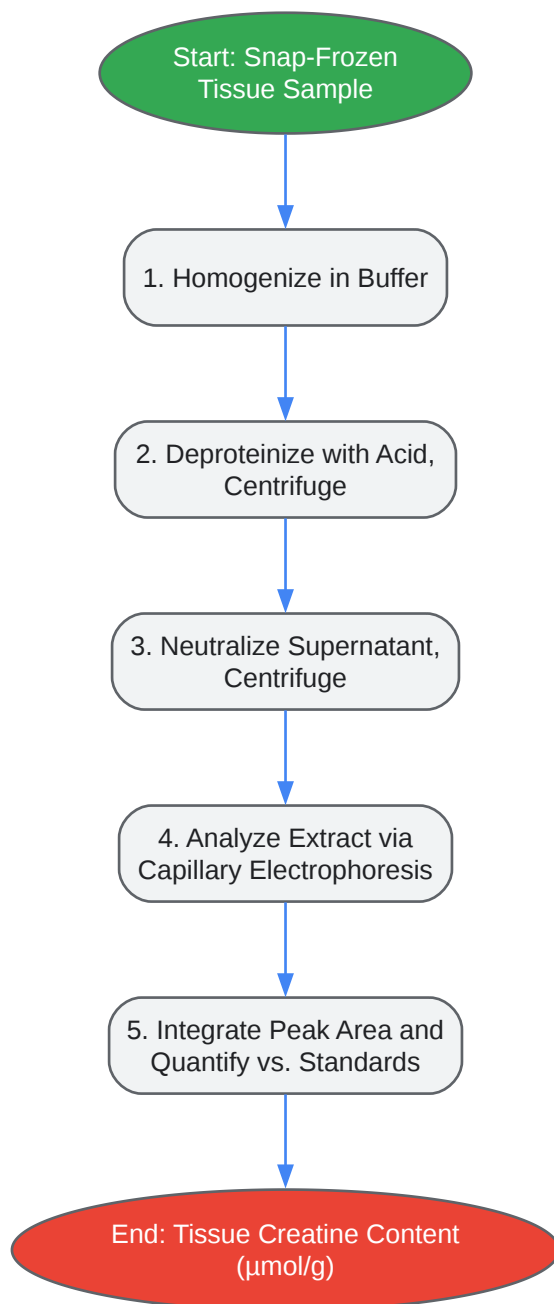 Start: Snap-Frozen
Tissue Sample
1. Homogenize in Buffer
2. Deproteinize with Acid,
Centrifuge
3. Neutralize Supernatant,
Centrifuge
4. Analyze Extract via
Capillary Electrophoresis
5. Integrate Peak Area and
Quantify vs. Standards
End: Tissue Creatine Content
(µmol/g)